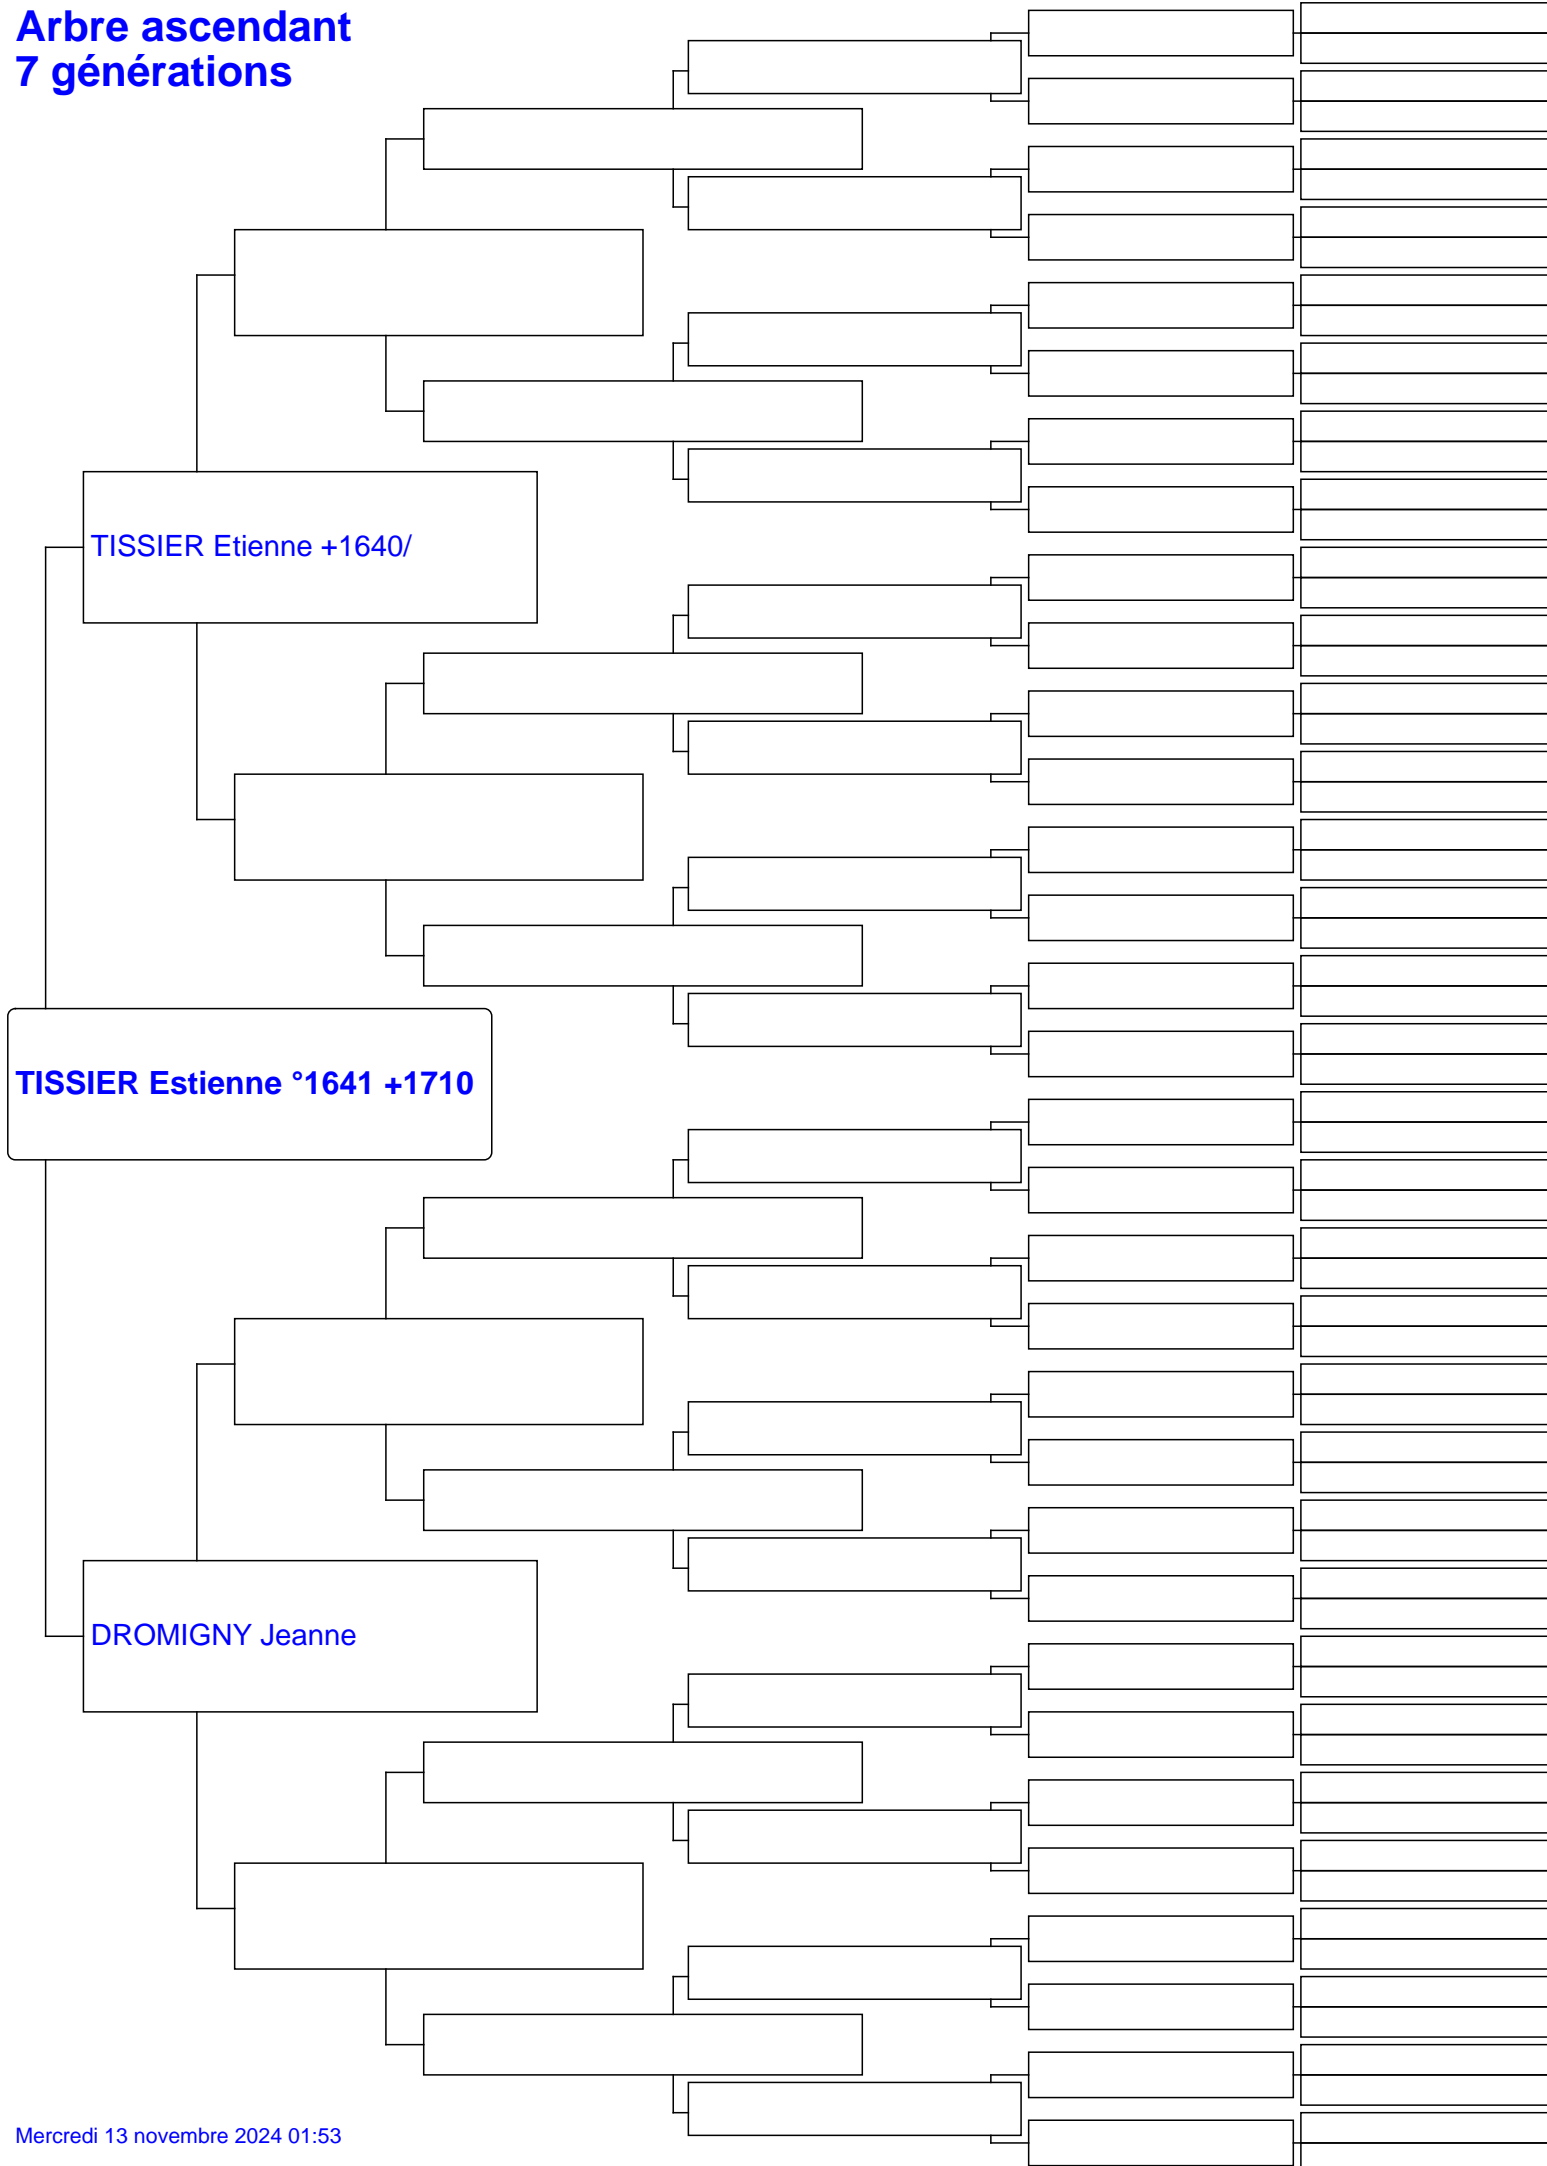 Arbre ascendant
7 générations
TISSIER Etienne +1640/
TISSIER Estienne °1641 +1710
DROMIGNY Jeanne
Mercredi 13 novembre 2024 01:53